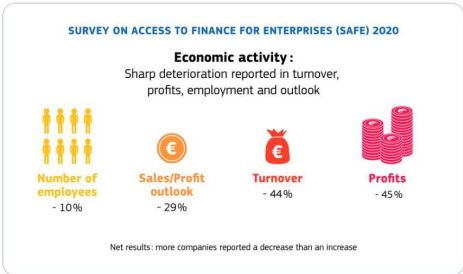 SURVEY ON ACCESS TO FINANCE FOR ENTERPRISES (SAFE) 2020
Economic activity:
Sharp deterioration reported in turnover,
profits, employment and outlook
€
€
Number of
employees
- 10%
Sales/Profit
outlook
- 29%
Turnover
- 44%
Profits
- 45%
Net results: more companies reported a decrease than an increase